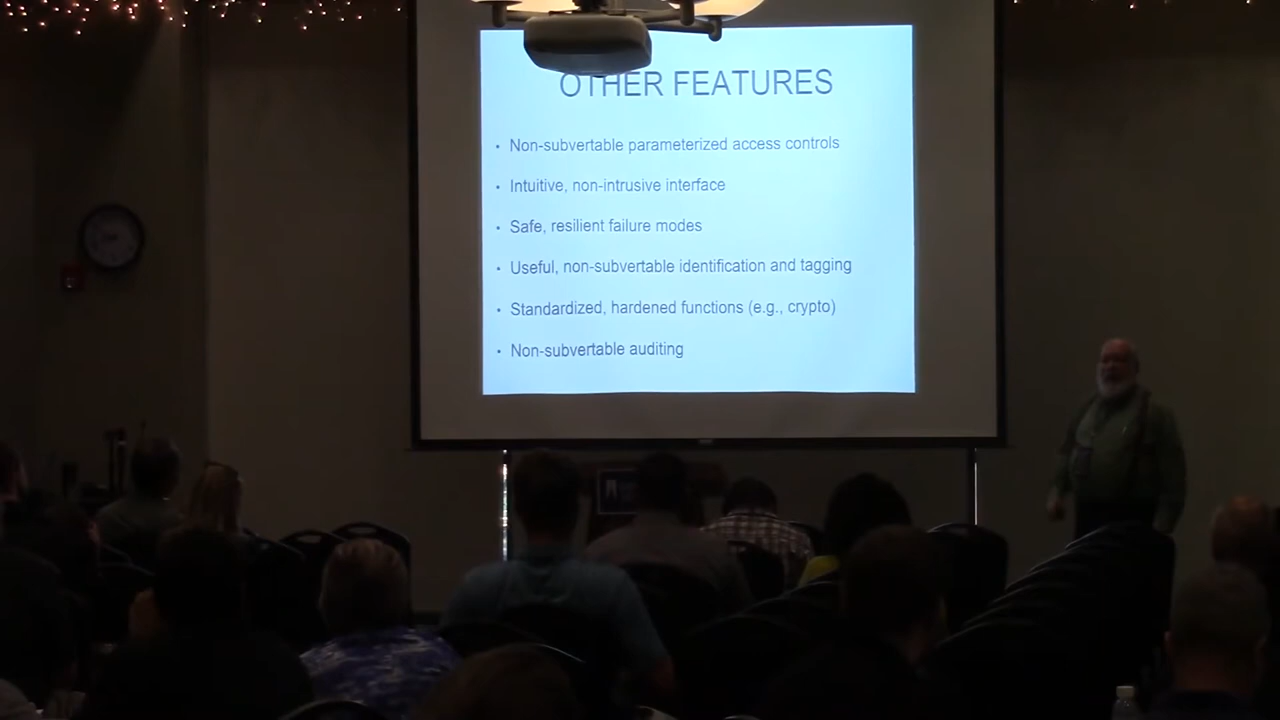 OTHER FEATURES
• Non-subvertable parameterized access controls
• Intuitive, non-intrusive interface
• Safe, resilient failure modes
• Useful, non-subvertable identification and tagging
• Standardized, hardened functions (e.g., crypto)
• Non-subvertable auditing